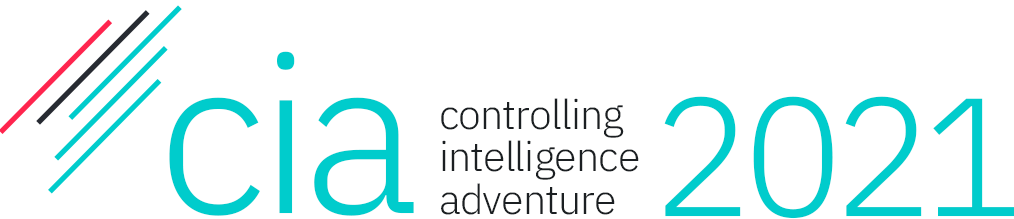 cia
controlling
intelligence
adventure
2021